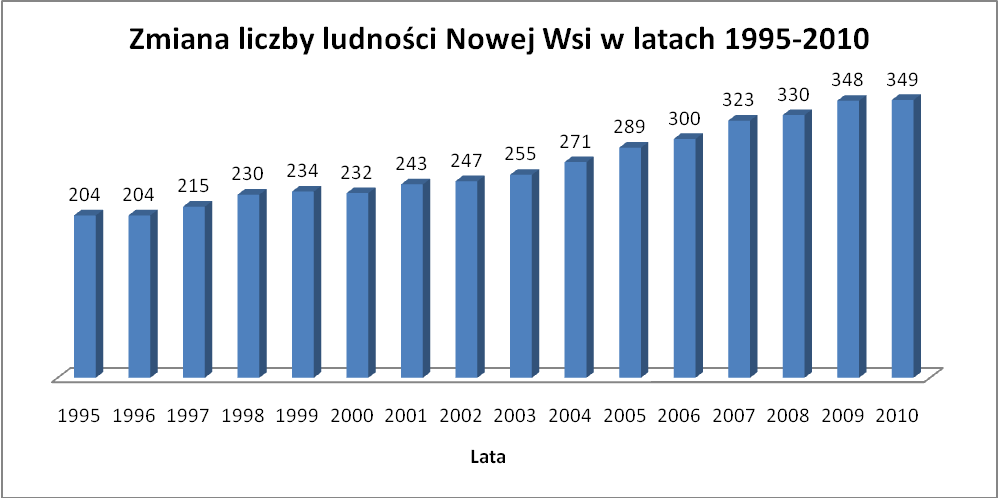 Zmiana liczby ludności Nowej Wsi w latach 1995-2010
204 204 215 230 234 232 243 247 255 271 289 300 323 330 348 349
1995 1996 1997 1998 1999 2000 2001 2002 2003 2004 2005 2006 2007 2008 2009 2010
Lata